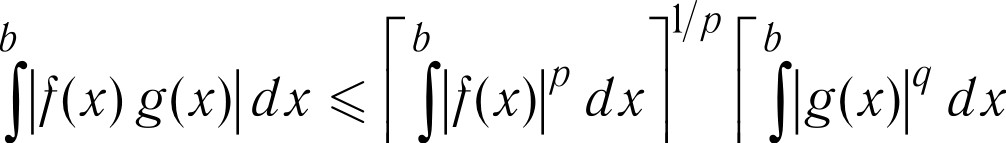 ∫ᵇ|f(x) g(x)| dx ⩽ [∫ᵇ|f(x)|ᵖ dx]¹/ᵖ [∫ᵇ|g(x)|^q dx